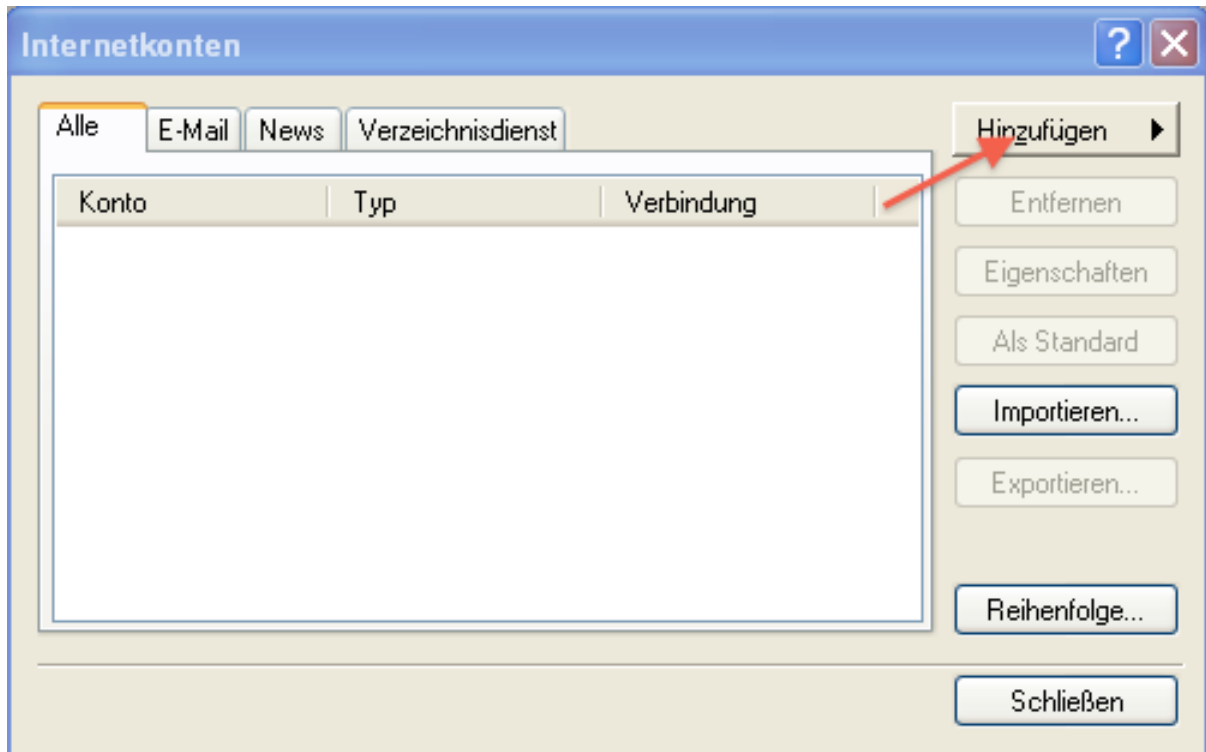 Internetkonten
Alle E-Mail News Verzeichnisdienst
Konto Typ Verbindung
Hinzufügen
Entfernen
Eigenschaften
Als Standard
Importieren...
Exportieren...
Reihenfolge...
Schließen